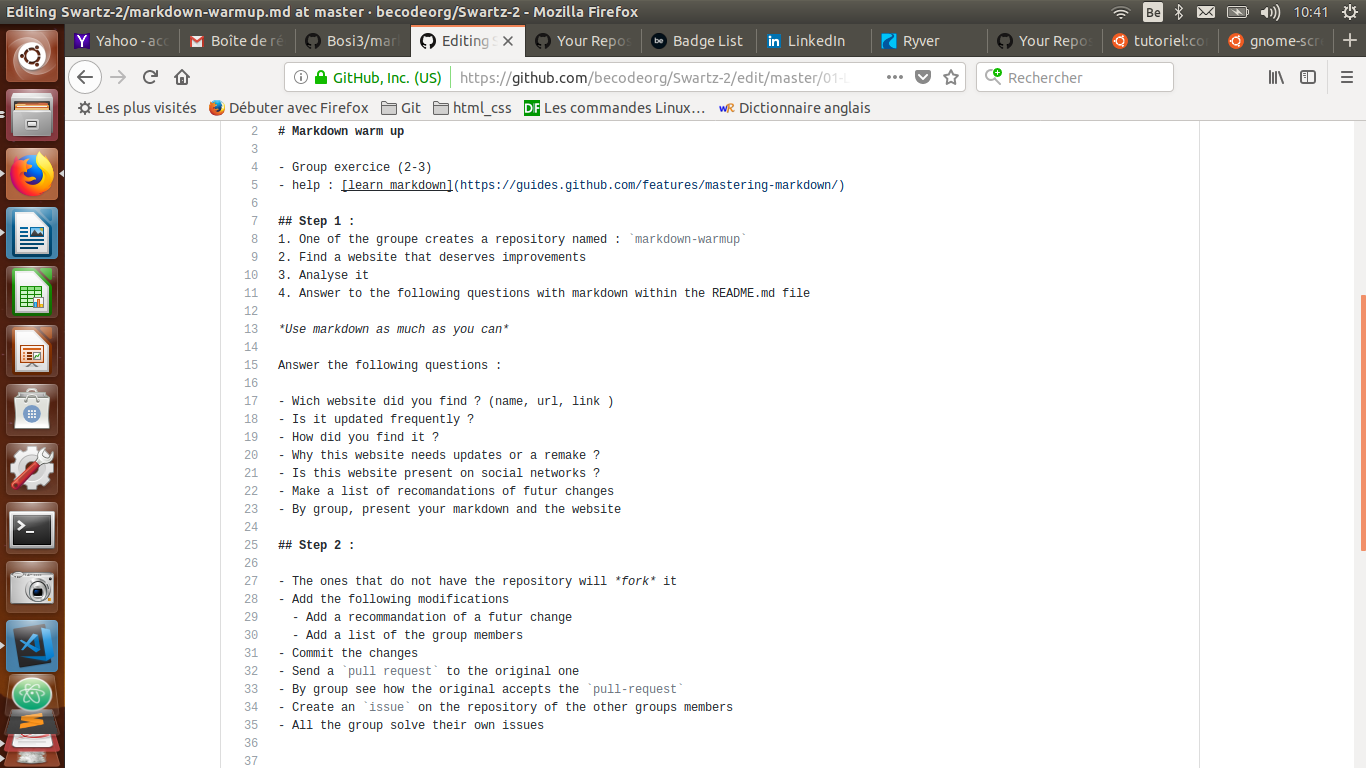 Editing Swartz-2/markdown-warmup.md at master · becodeorg/Swartz-2 - Mozilla Firefox
Be
10:41
Yahoo - acc
Boîte de ré
Bosi3/mar
Editing S
Your Repos
be Badge List
in LinkedIn
Ryver
Your Repo
tutoriel:co
gnome-scr
GitHub, Inc. (US)
https://github.com/becodeorg/Swartz-2/edit/master/01-
Rechercher
Les plus visités
Débuter avec Firefox
Git
html_css
DF Les commandes Linux…
wR Dictionnaire anglais
2 # Markdown warm up
3
4 - Group exercice (2-3)
5 - help : [learn markdown](https://guides.github.com/features/mastering-markdown/)
6
7 ## Step 1 :
8 1. One of the groupe creates a repository named : `markdown-warmup`
9 2. Find a website that deserves improvements
10 3. Analyse it
11 4. Answer to the following questions with markdown within the README.md file
12
13 *Use markdown as much as you can*
14
15 Answer the following questions :
16
17 - Wich website did you find ? (name, url, link )
18 - Is it updated frequently ?
19 - How did you find it ?
20 - Why this website needs updates or a remake ?
21 - Is this website present on social networks ?
22 - Make a list of recomandations of futur changes
23 - By group, present your markdown and the website
24
25 ## Step 2 :
26
27 - The ones that do not have the repository will *fork* it
28 - Add the following modifications
29 - Add a recommandation of a futur change
30 - Add a list of the group members
31 - Commit the changes
32 - Send a `pull request` to the original one
33 - By group see how the original accepts the `pull-request`
34 - Create an `issue` on the repository of the other groups members
35 - All the group solve their own issues
36
37